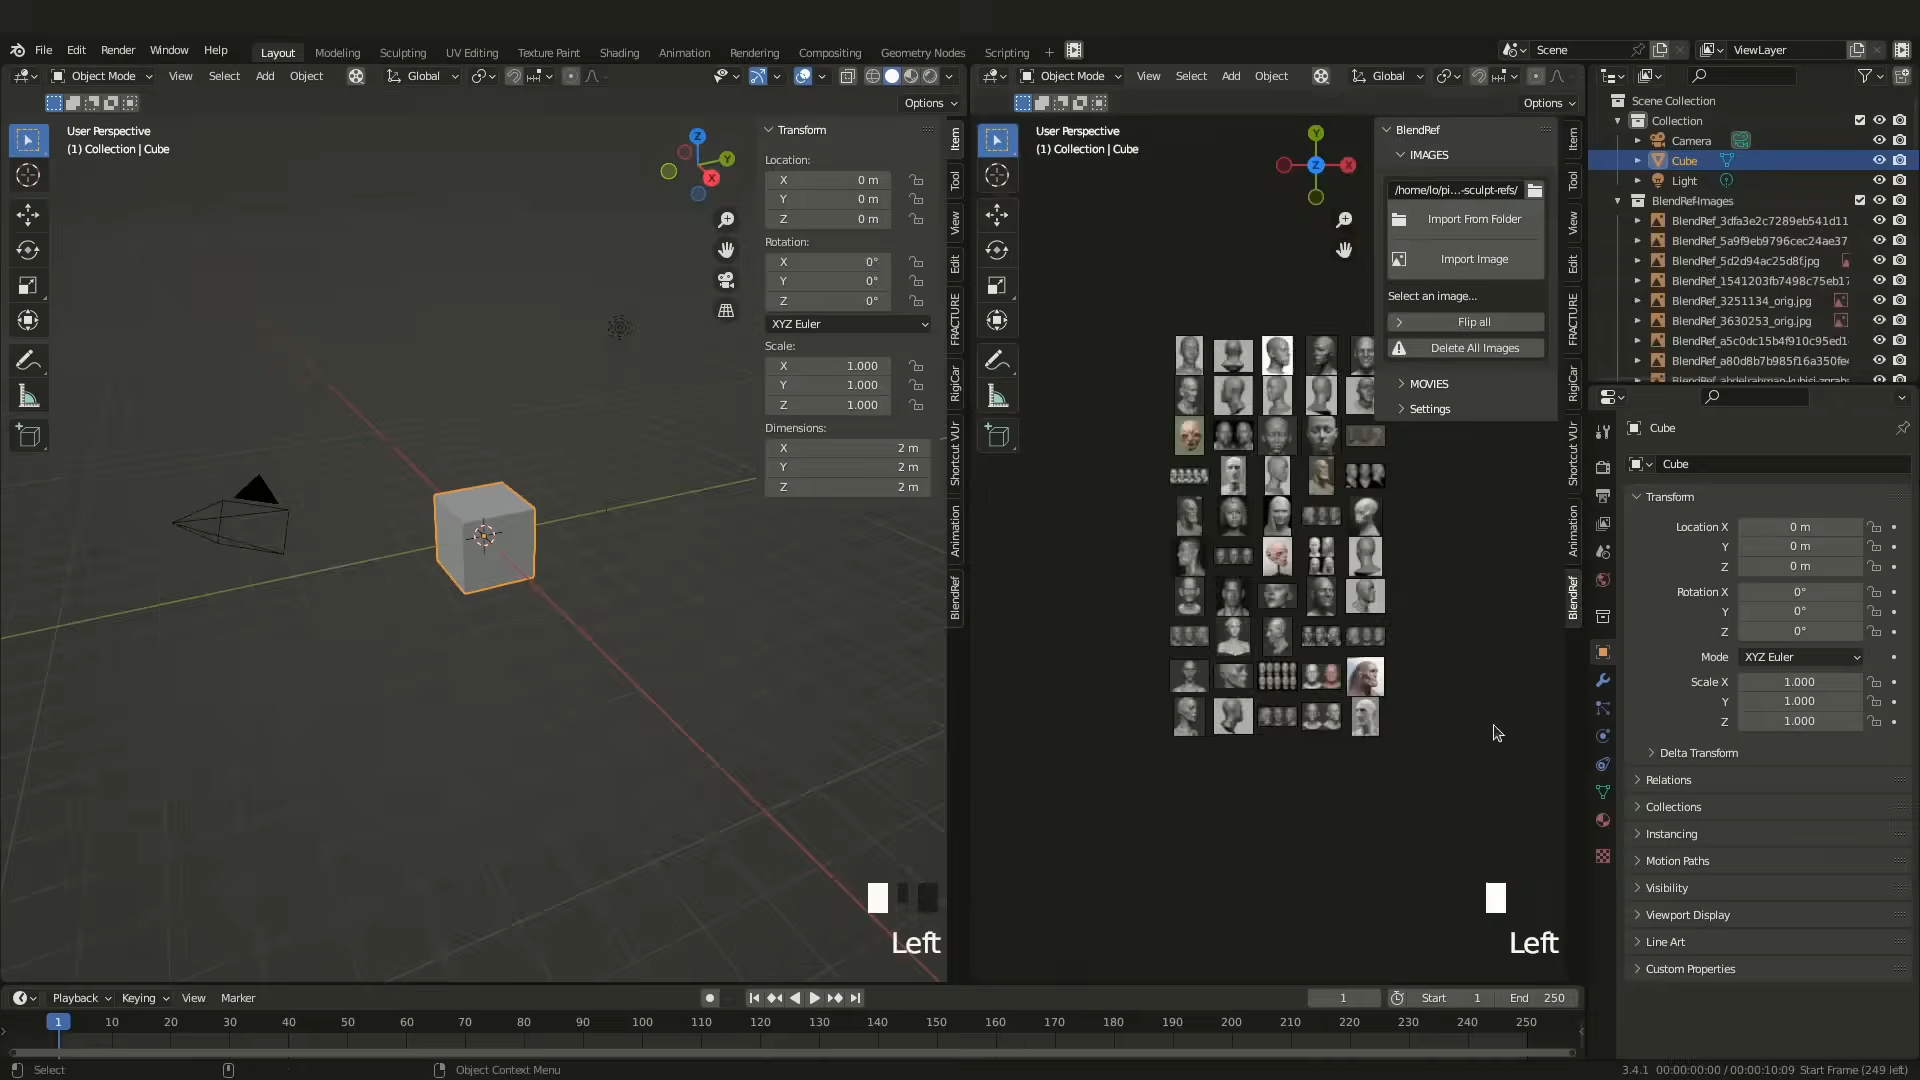 File Edit Render Window Help Layout Modeling Sculpting UV Editing Texture Paint Shading Animation Rendering Compositing Geometry Nodes Scripting + Scene ViewLayer
Object Mode View Select Add Object Global
Options
User Perspective
(1) Collection | Cube
Z
Y
X
Transform
Location:
X 0 m
Y 0 m
Z 0 m
Rotation:
X 0°
Y 0°
Z 0°
XYZ Euler
Scale:
X 1.000
Y 1.000
Z 1.000
Dimensions:
X 2 m
Y 2 m
Z 2 m
Item
Tool
View
Edit
FRACTURE
RigiCar
Shortcut VUr
Animation
BlendRef
Left
Object Mode View Select Add Object Global
Options
User Perspective
(1) Collection | Cube
Y
Z
X
BlendRef
IMAGES
/home/lo/pi...-sculpt-refs/
Import From Folder
Import Image
Select an image...
Flip all
Delete All Images
MOVIES
Settings
Item
Tool
View
Edit
FRACTURE
RigiCar
Shortcut VUr
Animation
BlendRef
Left
Scene Collection
Collection
Camera
Cube
Light
BlendRef-Images
BlendRef_3dfa3e2c7289eb541d11
BlendRef_5a9f9eb9796cec24ae37
BlendRef_5d2d94ac25d8f.jpg
BlendRef_1541203fb7498c75eb17
BlendRef_3251134_orig.jpg
BlendRef_3630253_orig.jpg
BlendRef_a5c0dc15b4f910c95ed1
BlendRef_a80d8b7b985f16a350fe
Cube
Cube
Transform
Location X 0 m
Y 0 m
Z 0 m
Rotation X 0°
Y 0°
Z 0°
Mode XYZ Euler
Scale X 1.000
Y 1.000
Z 1.000
Delta Transform
Relations
Collections
Instancing
Motion Paths
Visibility
Viewport Display
Line Art
Custom Properties
Playback Keying View Marker 1 Start 1 End 250
1 10 20 30 40 50 60 70 80 90 100 110 120 130 140 150 160 170 180 190 200 210 220 230 240 250
Select Object Context Menu 3.4.1 00:00:00:00 / 00:00:10:09 Start Frame (249 left)